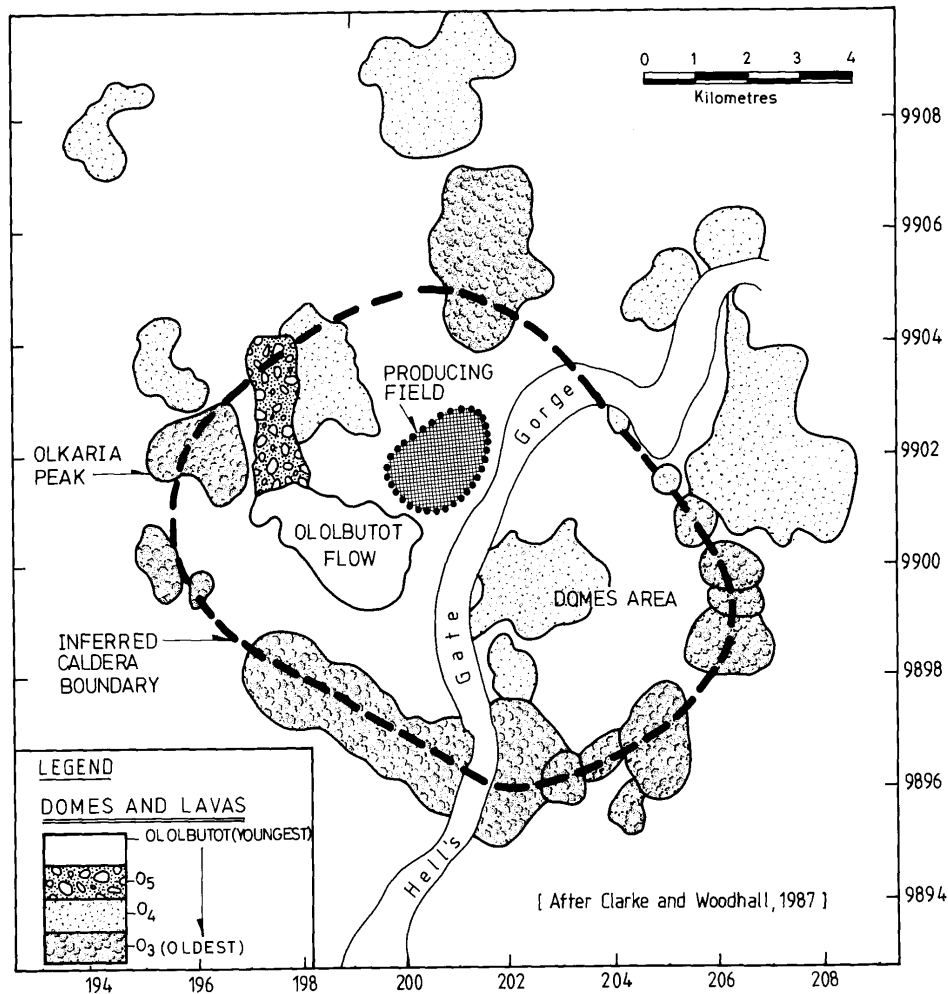 0 1 2 3 4
Kilometres
9908
9906
9904
9902
9900
9898
9896
9894
PRODUCING
FIELD
Gorge
OLKARIA
PEAK
OLOLBUTOT
FLOW
DOMES AREA
Gate
INFERRED
CALDERA
BOUNDARY
Hell's
LEGEND
DOMES AND LAVAS
OLOLBUTOT (YOUNGEST)
O5
O4
O3 (OLDEST)
[ After Clarke and Woodhall, 1987 ]
194 196 198 200 202 204 206 208